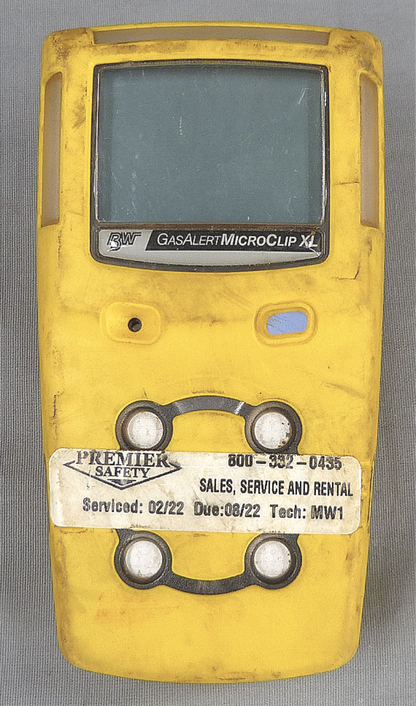 BW GASALERTMICROCLIP XL
PREMIER
SAFETY
800-332-0435
SALES, SERVICE AND RENTAL
Serviced: 02/22 Due:08/22 Tech: MW1